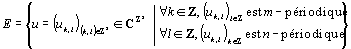 E = { u = (u_{k,l})_{(k,l)∈Z²} ∈ C^{Z²} | ∀k∈Z, (u_{k,l})_{l∈Z} est m − périodique
∀l∈Z, (u_{k,l})_{k∈Z} est n − périodique